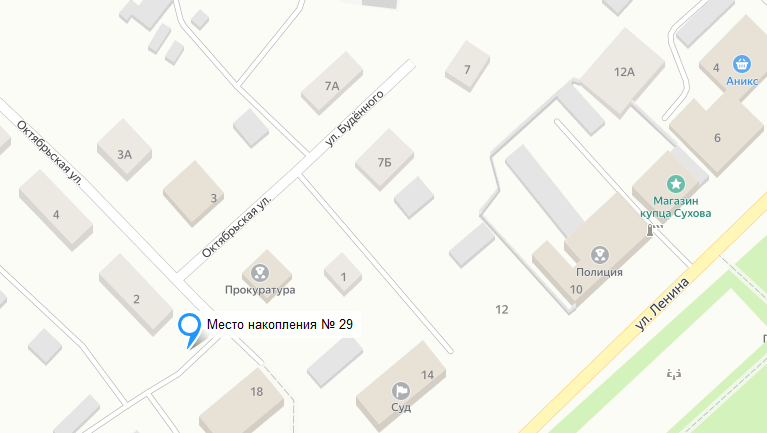 12А
4
Аникс
7
7А
6
ул. Будённого
Октябрьская ул.
3А
7Б
Магазин
купца Сухова
3
4
Октябрьская ул.
Полиция
10
Прокуратура
1
2
12
ул. Ленина
Место накопления № 29
14
18
Суд